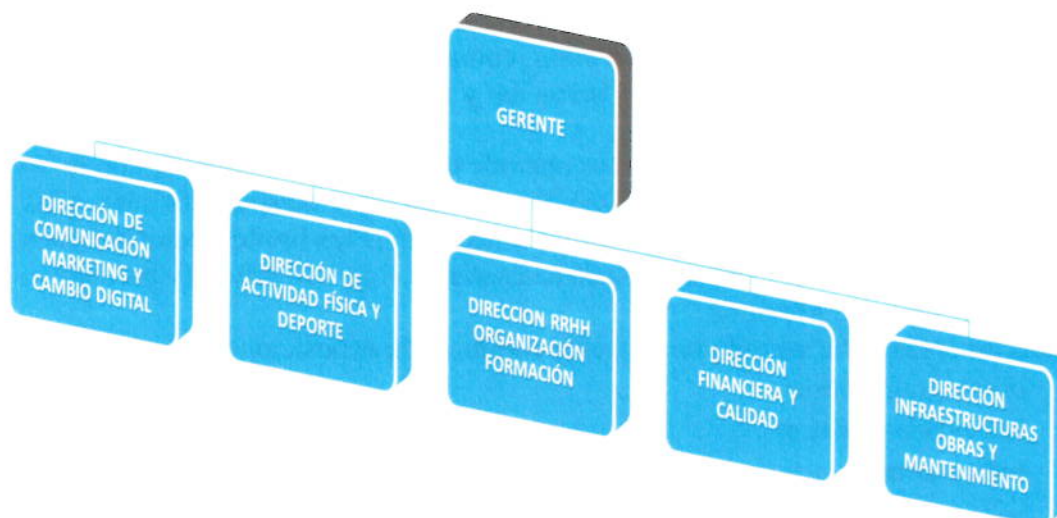 GERENTE
DIRECCIÓN DE
COMUNICACIÓN
MARKETING Y
CAMBIO DIGITAL
DIRECCIÓN DE
ACTIVIDAD FÍSICA Y
DEPORTE
DIRECCION RRHH
ORGANIZACIÓN
FORMACIÓN
DIRECCIÓN
FINANCIERA Y
CALIDAD
DIRECCIÓN
INFRAESTRUCTURAS
OBRAS Y
MANTENIMIENTO